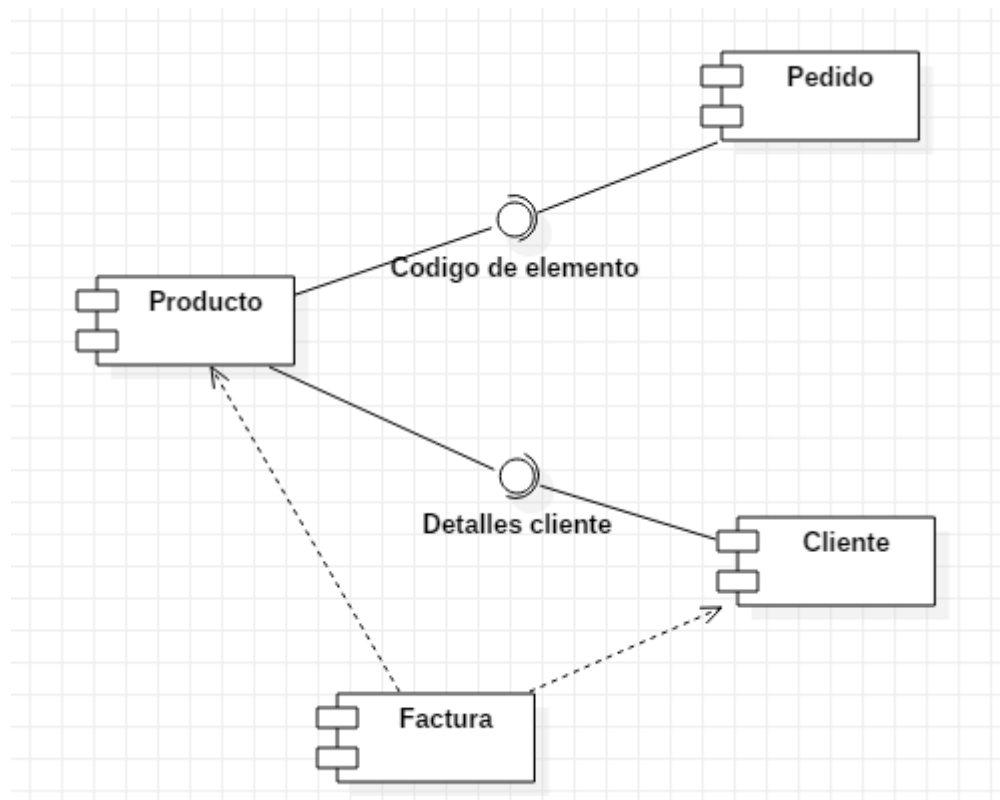 Pedido
Codigo de elemento
Producto
Detalles cliente
Cliente
Factura